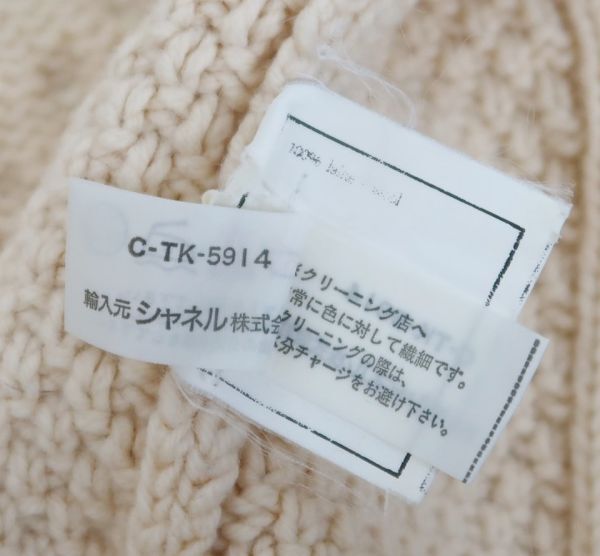 100% laine
C-TK-5914
輸入元 シャネル株式会
クリーニング店へ
常に色に対して繊細です。
クリーニングの際は、
分チャージをお避け下さい。